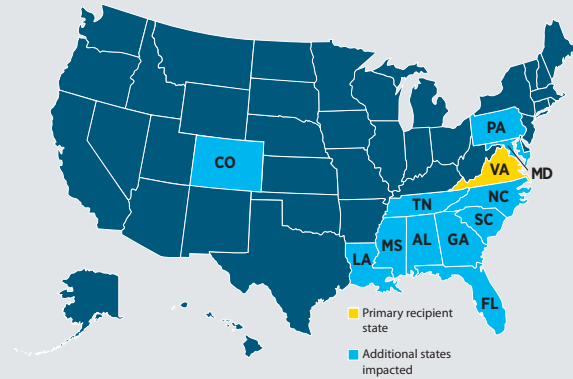 PA
CO
VA
MD
TN
NC
SC
MS
AL
GA
LA
FL
Primary recipient
state
Additional states
impacted